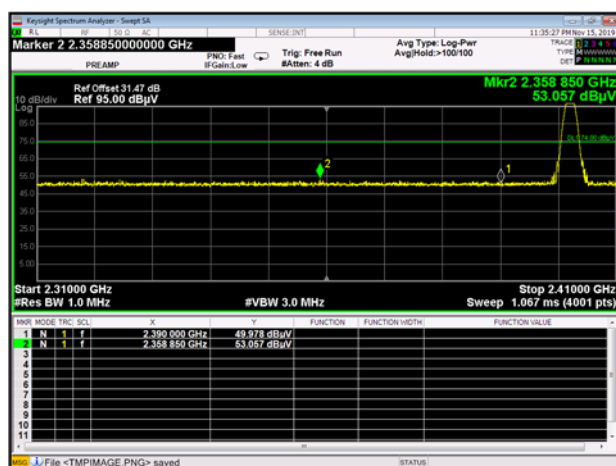 Keysight Spectrum Analyzer - Swept SA
RL RF 50 Ω AC SENSE:INT 11:35:27 PM Nov 15, 2019
Marker 2 2.358850000000 GHz
PREAMP
PNO: Fast
IFGain:Low
Trig: Free Run
#Atten: 4 dB
Avg Type: Log-Pwr
Avg|Hold:>100/100
TRACE 1 2 3 4 5
TYPE M
DET P N N N N N
Mkr2 2.358 850 GHz
53.057 dBµV
Ref Offset 31.47 dB
Ref 95.00 dBµV
10 dB/div
Log
85.0
75.0
DL1 74.00 dBµV
65.0
55.0
2
1
45.0
35.0
25.0
15.0
5.00
Start 2.31000 GHz
Stop 2.41000 GHz
#Res BW 1.0 MHz
#VBW 3.0 MHz
Sweep 1.067 ms (4001 pts)
MKR MODE TRC SCL X Y FUNCTION FUNCTION WIDTH FUNCTION VALUE
1 N 1 f 2.390 000 GHz 49.978 dBµV
2 N 1 f 2.358 850 GHz 53.057 dBµV
3
4
5
6
7
8
9
10
11
MSG File <TMPIMAGE.PNG> saved
STATUS